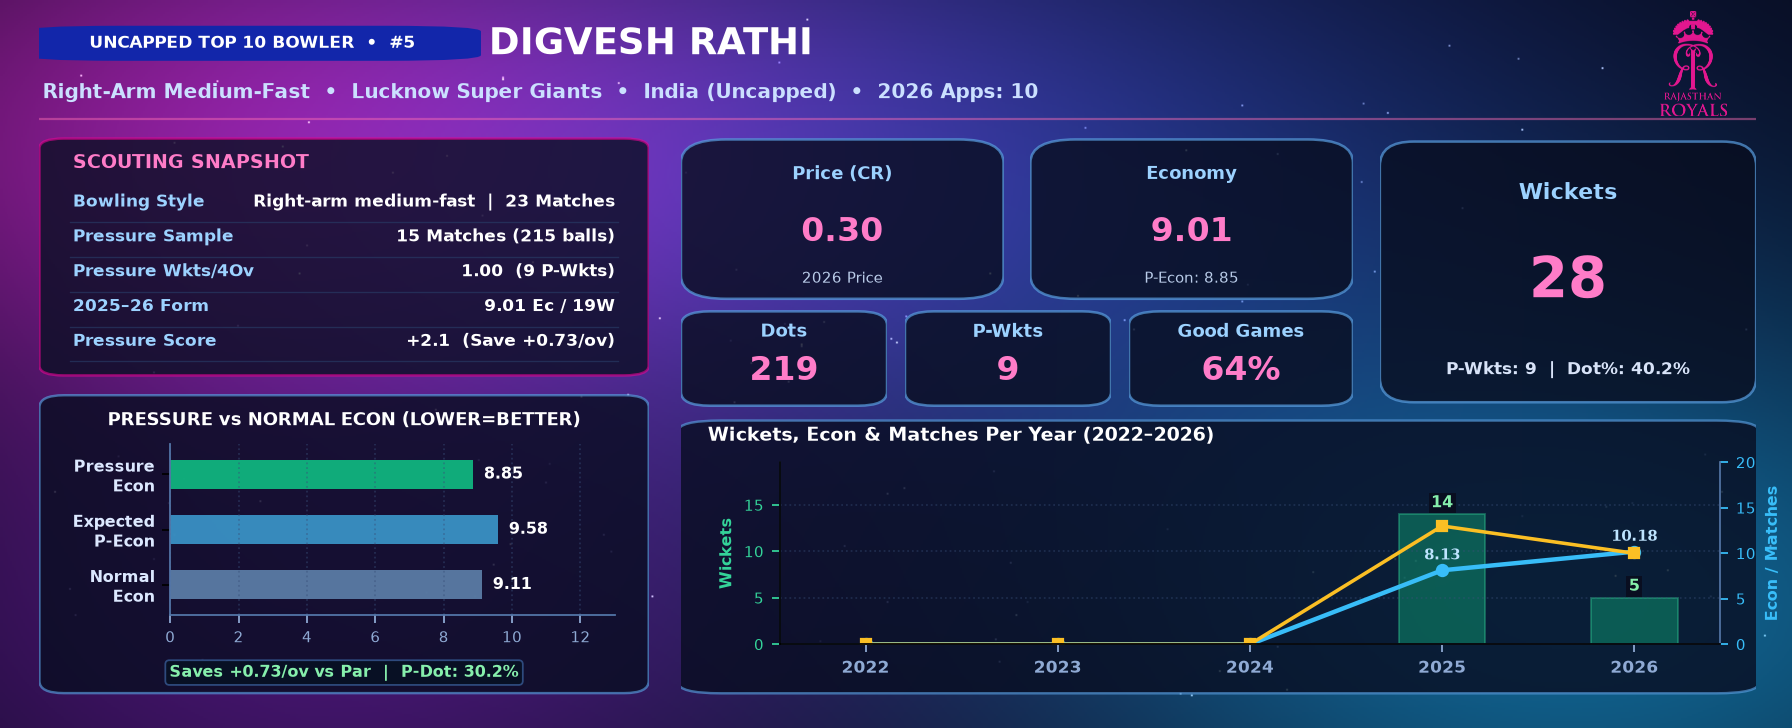 UNCAPPED TOP 10 BOWLER • #5
DIGVESH RATHI
Right-Arm Medium-Fast • Lucknow Super Giants • India (Uncapped) • 2026 Apps: 10
RAJASTHAN
ROYALS
SCOUTING SNAPSHOT
Bowling Style Right-arm medium-fast | 23 Matches
Pressure Sample 15 Matches (215 balls)
Pressure Wkts/4Ov 1.00 (9 P-Wkts)
2025–26 Form 9.01 Ec / 19W
Pressure Score +2.1 (Save +0.73/ov)
Price (CR)
0.30
2026 Price
Economy
9.01
P-Econ: 8.85
Wickets
28
P-Wkts: 9 | Dot%: 40.2%
Dots
219
P-Wkts
9
Good Games
64%
PRESSURE vs NORMAL ECON (LOWER=BETTER)
Pressure
Econ
8.85
Expected
P-Econ
9.58
Normal
Econ
9.11
0 2 4 6 8 10 12
Saves +0.73/ov vs Par | P-Dot: 30.2%
Wickets, Econ & Matches Per Year (2022–2026)
Wickets
15
10
5
0
14
8.13
10.18
5
20
15
10
5
0
Econ / Matches
2022 2023 2024 2025 2026